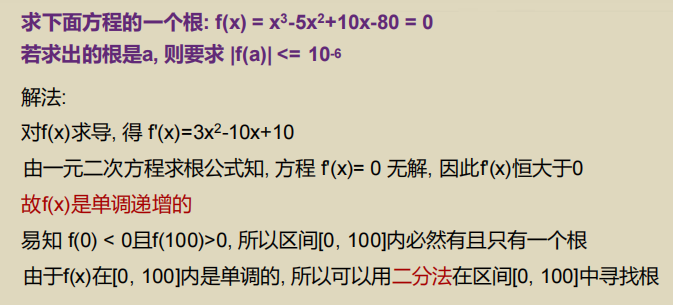 求下面方程的一个根: f(x) = x³-5x²+10x-80 = 0
若求出的根是a, 则要求 |f(a)| <= 10⁻⁶
解法:
对f(x)求导, 得 f'(x)=3x²-10x+10
由一元二次方程求根公式知, 方程 f'(x)= 0 无解, 因此f'(x)恒大于0
故f(x)是单调递增的
易知 f(0) < 0且f(100)>0, 所以区间[0, 100]内必然有且只有一个根
由于f(x)在[0, 100]内是单调的, 所以可以用二分法在区间[0, 100]中寻找根